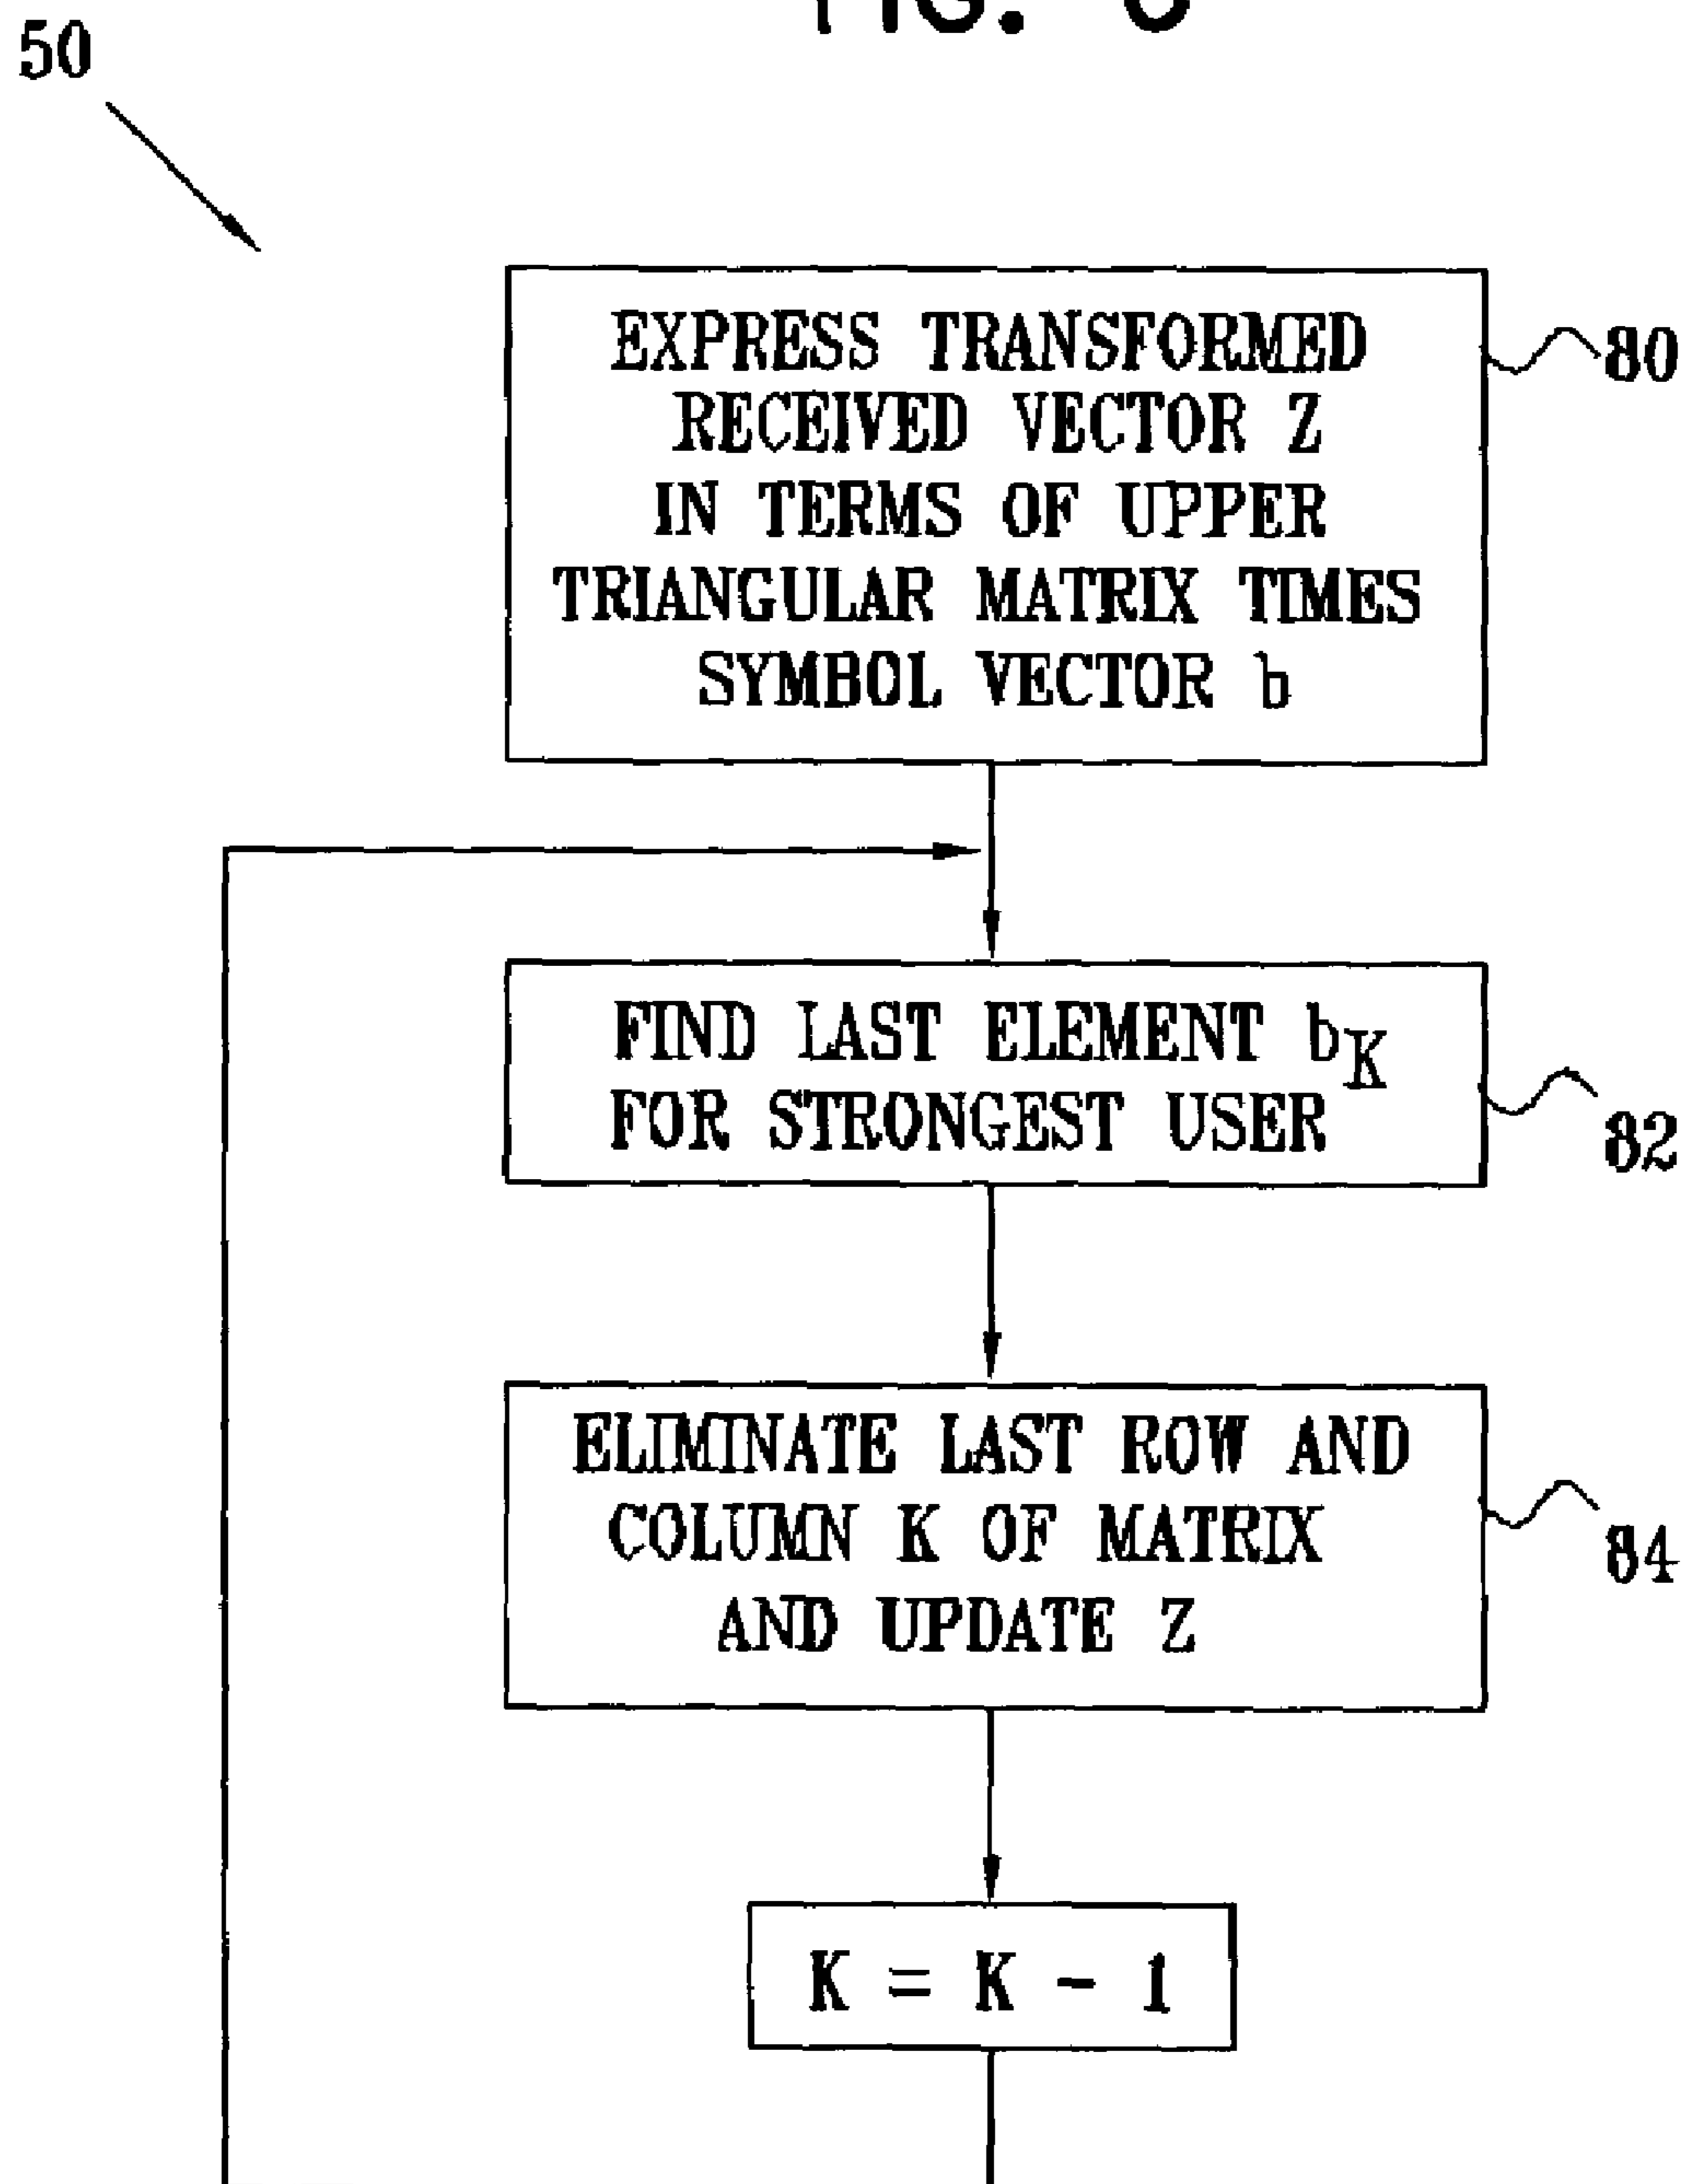 FIG.
50
EXPRESS TRANSFORMED
RECEIVED VECTOR Z
IN TERMS OF UPPER
TRIANGULAR MATRIX TIMES
SYMBOL VECTOR b
80
FIND LAST ELEMENT bK
FOR STRONGEST USER
82
ELIMINATE LAST ROW AND
COLUMN K OF MATRIX
AND UPDATE Z
84
K = K - 1